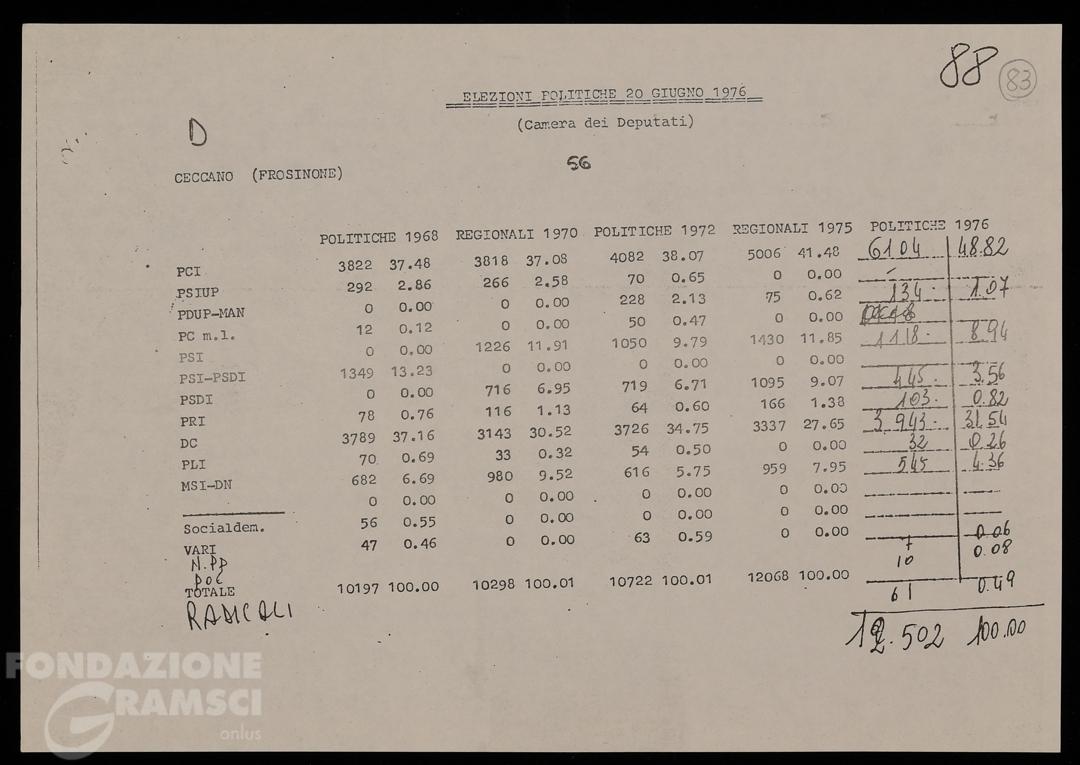 88 83
ELEZIONI POLITICHE 20 GIUGNO 1976
(Camera dei Deputati)
D
56
CECCANO (FROSINONE)
POLITICHE 1968 REGIONALI 1970 POLITICHE 1972 REGIONALI 1975 POLITICHE 1976
PCI 3822 37.48 3818 37.08 4082 38.07 5006 41.48 6104 48.82
PSIUP 292 2.86 266 2.58 70 0.65 0 0.00 -
PDUP-MAN 0 0.00 0 0.00 228 2.13 75 0.62 134 1.07
PC m.l. 12 0.12 0 0.00 50 0.47 0 0.00
PSI 0 0.00 1226 11.91 1050 9.79 1430 11.85 1118 8.94
PSI-PSDI 1349 13.23 0 0.00 0 0.00 0 0.00
PSDI 0 0.00 716 6.95 719 6.71 1095 9.07 445 3.56
PRI 78 0.76 116 1.13 64 0.60 166 1.38 103 0.82
DC 3789 37.16 3143 30.52 3726 34.75 3337 27.65 3943 31.54
PLI 70 0.69 33 0.32 54 0.50 0 0.00 32 0.26
MSI-DN 682 6.69 980 9.52 616 5.75 959 7.95 545 4.36
0 0.00 0 0.00 0 0.00 0 0.00
Socialdem. 56 0.55 0 0.00 0 0.00 0 0.00
VARI 47 0.46 0 0.00 63 0.59 0 0.00 7 0.06
N.PP 10 0.08
POC
TOTALE 10197 100.00 10298 100.01 10722 100.01 12068 100.00
RADICALI 61 0.49
12.502 100.00
FONDAZIONE
GRAMSCI
onlus